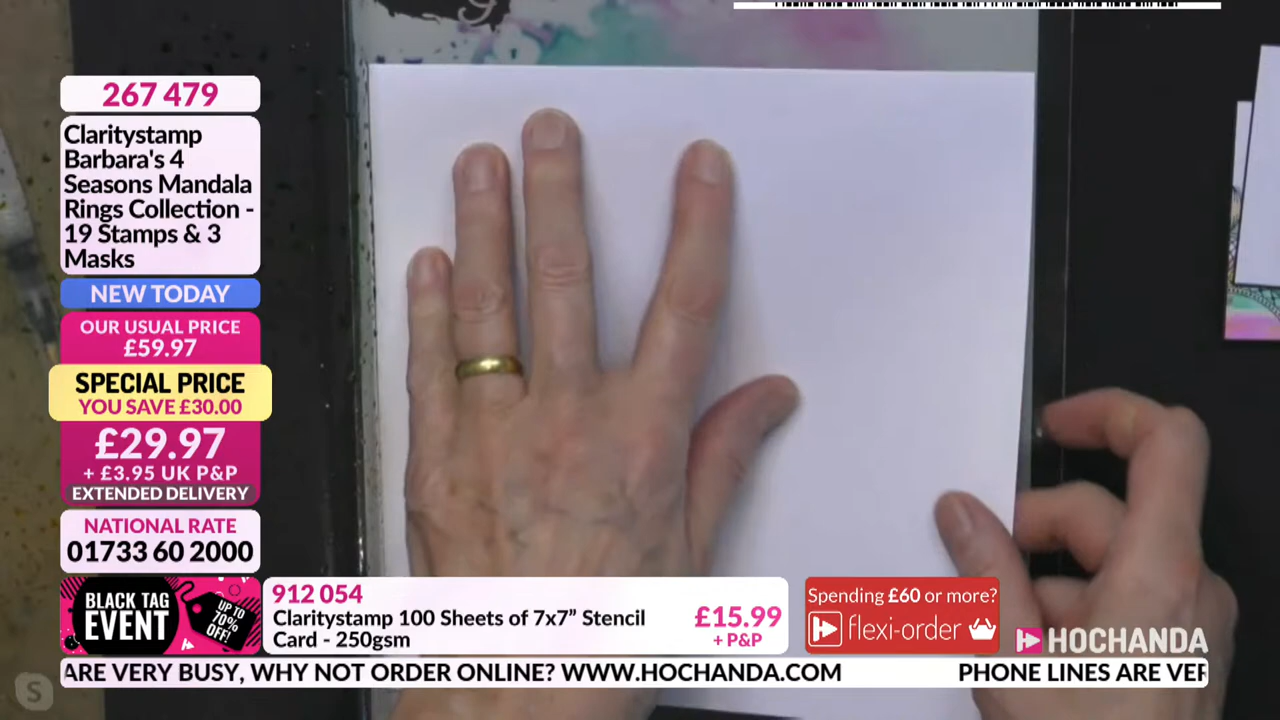 267 479
Claritystamp
Barbara's 4
Seasons Mandala
Rings Collection -
19 Stamps & 3
Masks
NEW TODAY
OUR USUAL PRICE
£59.97
SPECIAL PRICE
YOU SAVE £30.00
£29.97
+ £3.95 UK P&P
EXTENDED DELIVERY
NATIONAL RATE
01733 60 2000
BLACK TAG
EVENT
UP TO
70%
OFF!
912 054
Claritystamp 100 Sheets of 7x7” Stencil
Card - 250gsm
£15.99
+ P&P
Spending £60 or more?
flexi-order
HOCHANDA
ARE VERY BUSY, WHY NOT ORDER ONLINE? WWW.HOCHANDA.COM PHONE LINES ARE VER
S